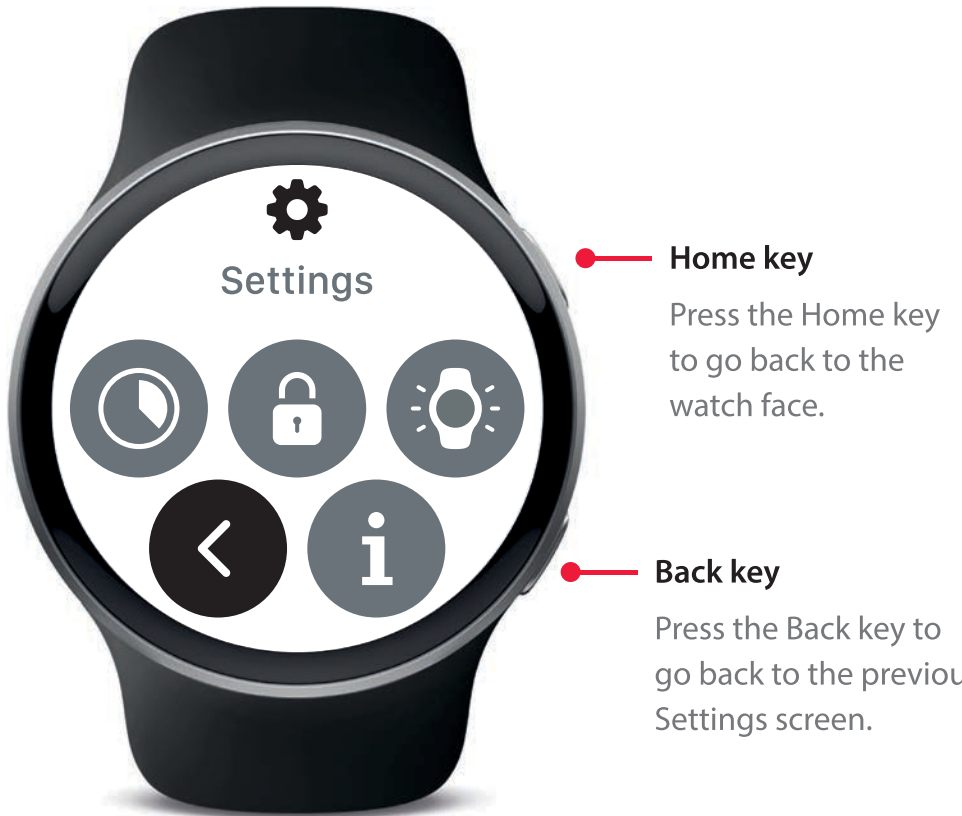 Settings
Home key
Press the Home key
to go back to the
watch face.
Back key
Press the Back key to
go back to the previou
Settings screen.